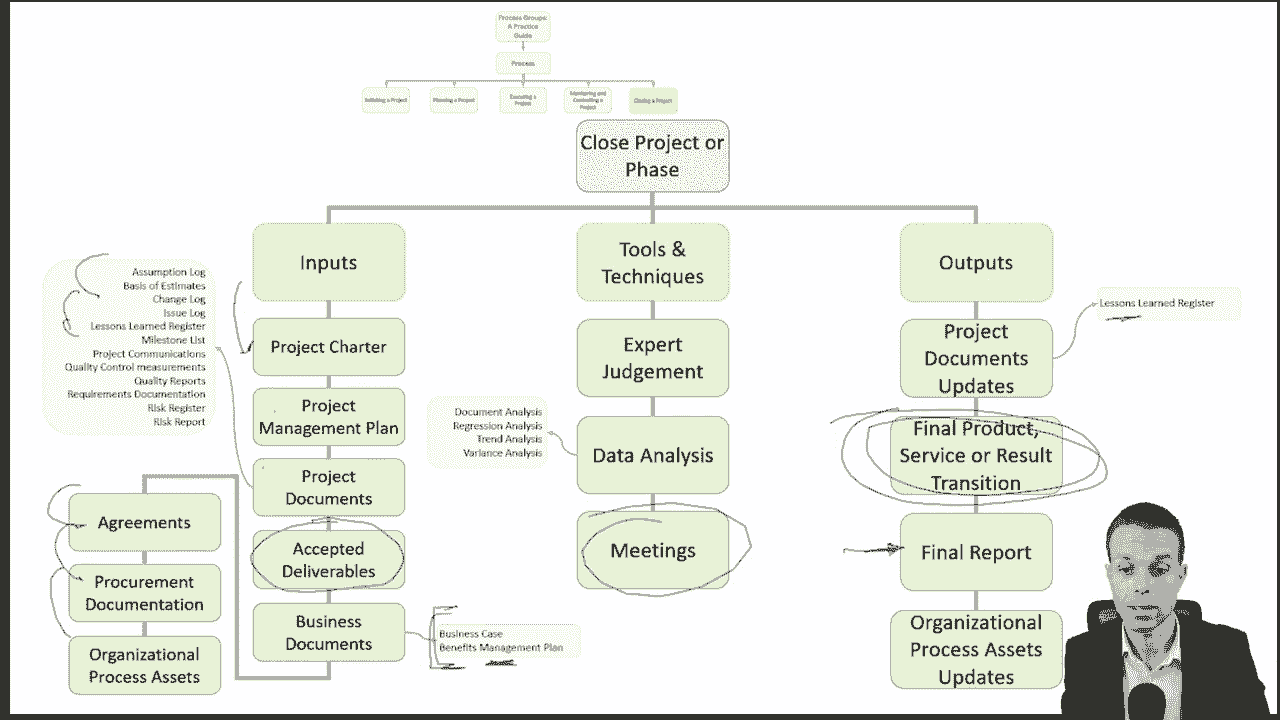 Process Groups:
A Practice
Guide
Process
Initiating a Project
Planning a Project
Executing a
Project
Monitoring and
Controlling a
Project
Closing a Project
Close Project or
Phase
Inputs
Project Charter
Project
Management Plan
Project
Documents
Accepted
Deliverables
Business
Documents
Agreements
Procurement
Documentation
Organizational
Process Assets
Assumption Log
Basis of Estimates
Change Log
Issue Log
Lessons Learned Register
Milestone List
Project Communications
Quality Control measurements
Quality Reports
Requirements Documentation
Risk Register
Risk Report
Business Case
Benefits Management Plan
Tools &
Techniques
Expert
Judgement
Data Analysis
Meetings
Document Analysis
Regression Analysis
Trend Analysis
Variance Analysis
Outputs
Project
Documents
Updates
Final Product,
Service or Result
Transition
Final Report
Organizational
Process Assets
Updates
Lessons Learned Register